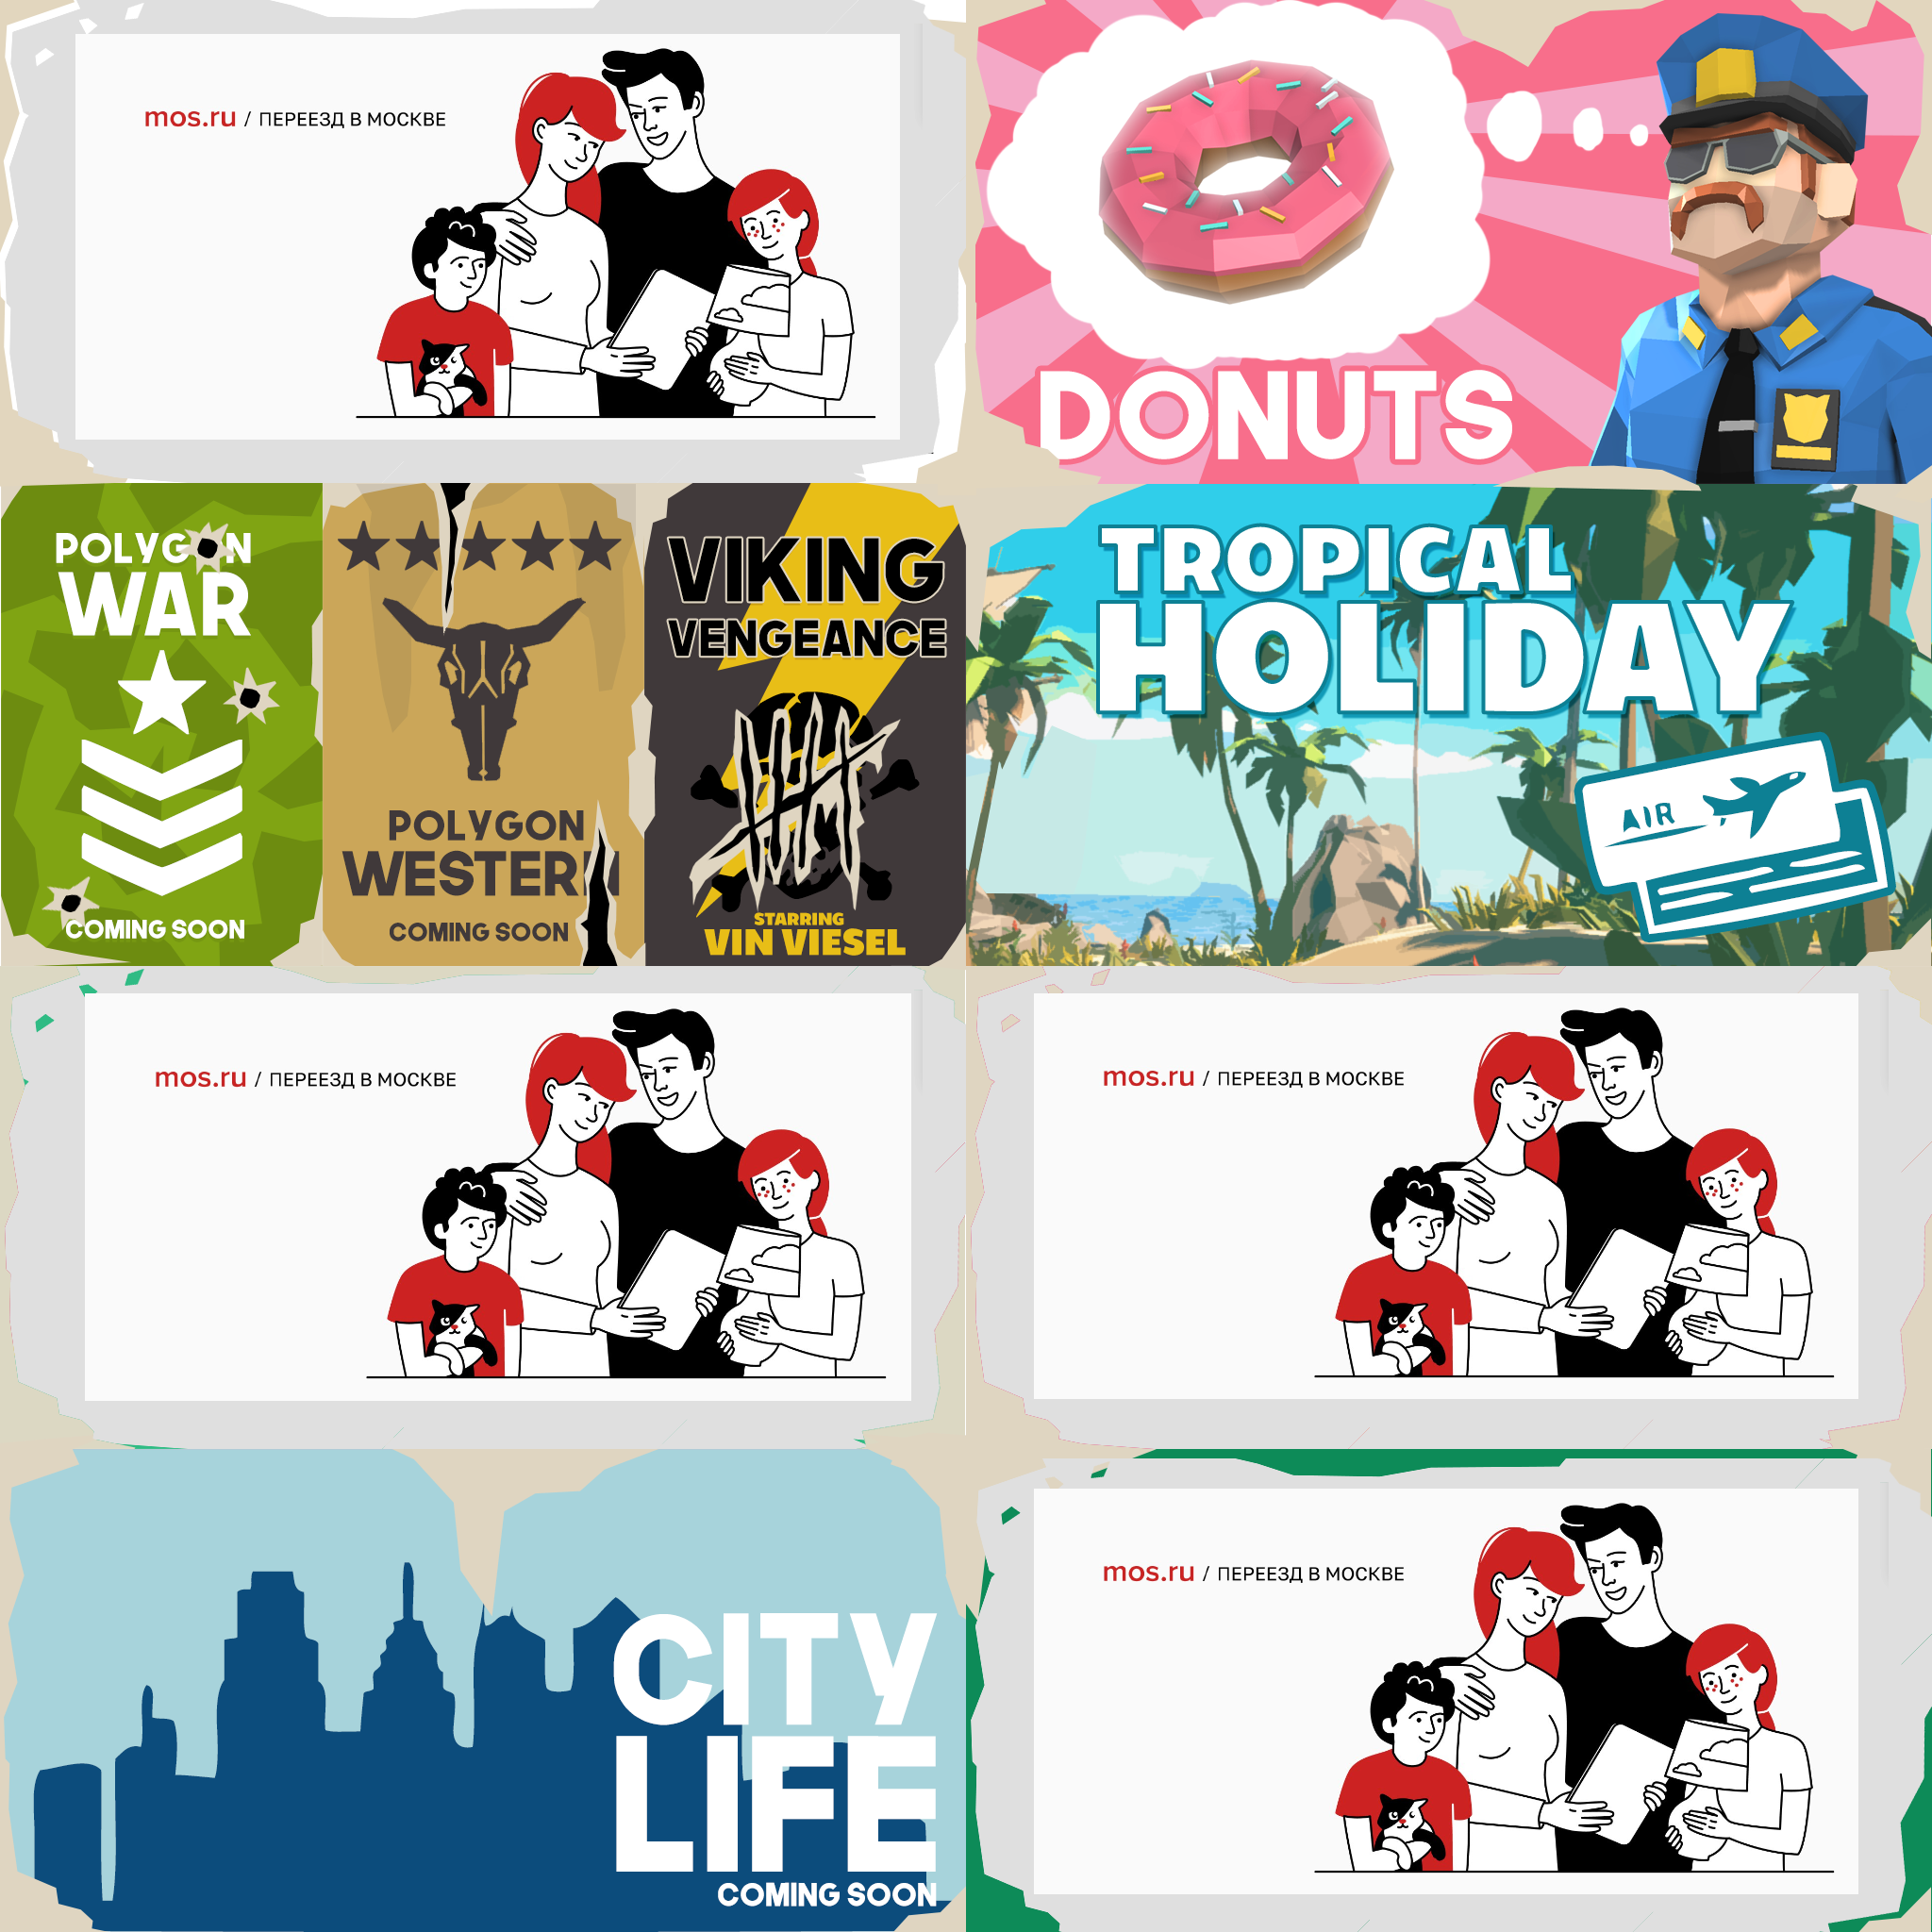 mos.ru / ПЕРЕЕЗД В МОСКВЕ
DONUTS
POLYGON
WAR
COMING SOON
POLYGON
WESTERN
COMING SOON
VIKING
VENGEANCE
STARRING
VIN VIESEL
TROPICAL
HOLIDAY
AIR
mos.ru / ПЕРЕЕЗД В МОСКВЕ
mos.ru / ПЕРЕЕЗД В МОСКВЕ
CITY
LIFE
COMING SOON
mos.ru / ПЕРЕЕЗД В МОСКВЕ